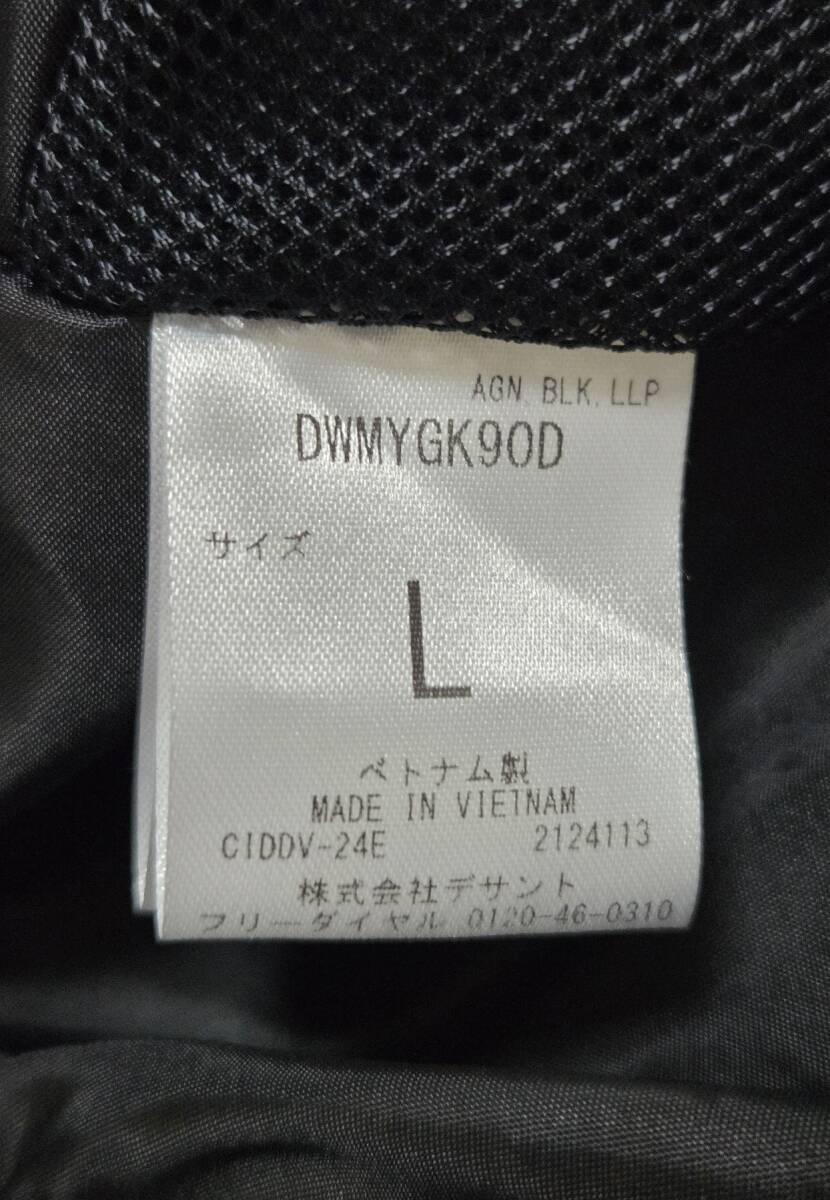 AGN. BLK. LLP
DWMYGK90D
サイズ
L
ベトナム製
MADE IN VIETNAM
CIDDV-24E 2124113
株式会社デサント
フリーダイヤル 0120-46-0310